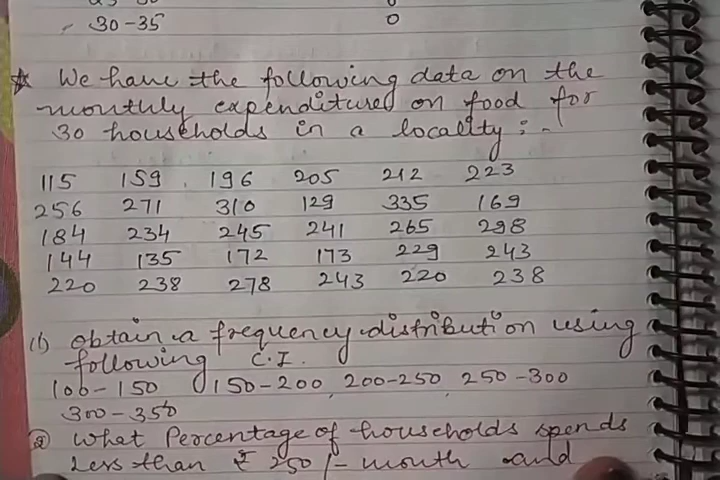 30-35 0
We have the following data on the
monthly expenditures on food for
30 households in a locality :-
115 159 196 205 212 223
256 271 310 129 335 169
184 234 245 241 265 298
144 135 172 173 229 243
220 238 278 243 220 238
(1) obtain a frequency distribution using
following C.I.
100-150 150-200, 200-250, 250-300
300-350
(2) What Percentage of households spends
Less than ₹ 250/- month and